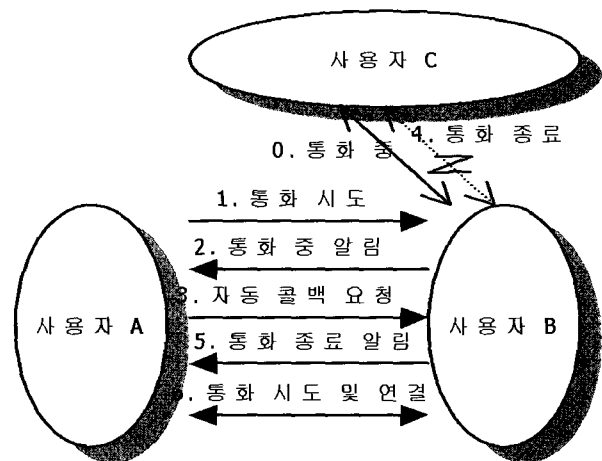 사용자 C
0. 통화 중
4. 통화 종료
1. 통화 시도
2. 통화 중 알림
3. 자동 콜백 요청
사용자 A
사용자 B
5. 통화 종료 알림
6. 통화 시도 및 연결